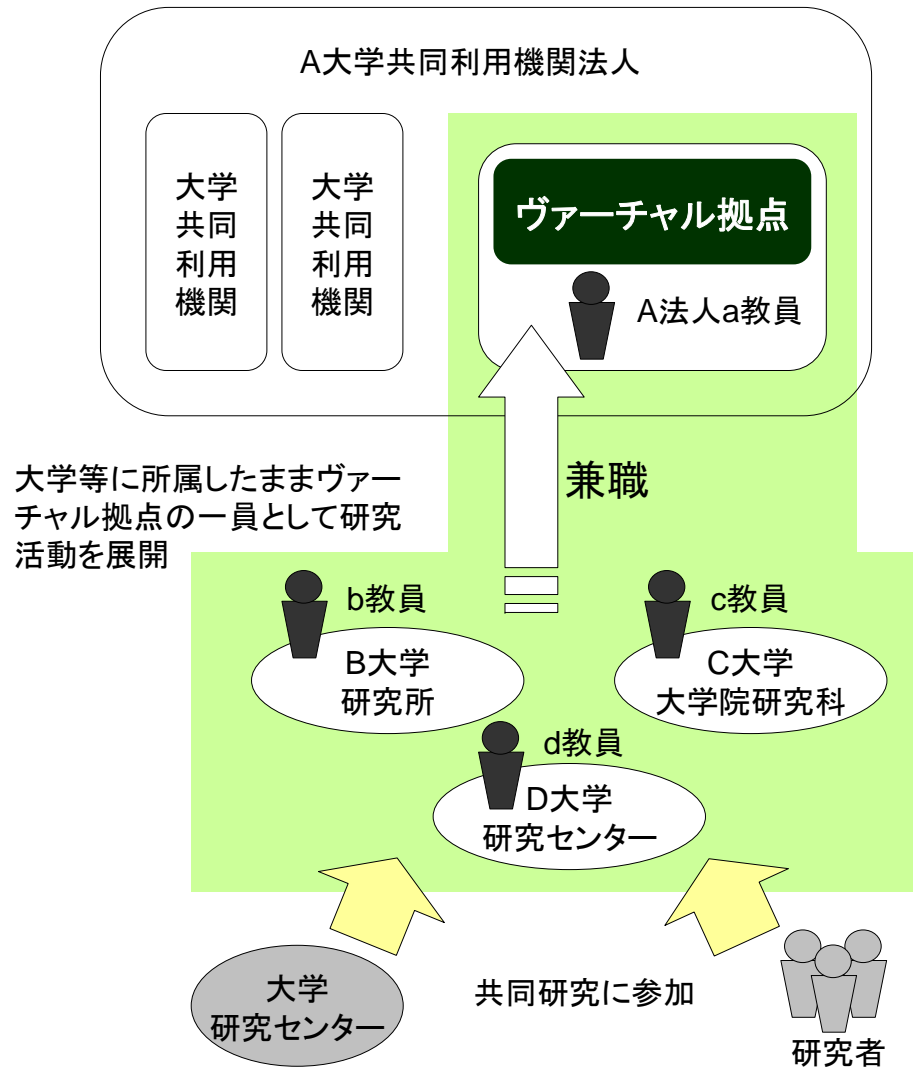 A大学共同利用機関法人
大学
共同
利用
機関
大学
共同
利用
機関
ヴァーチャル拠点
A法人a教員
兼職
大学等に所属したままヴァー
チャル拠点の一員として研究
活動を展開
b教員
B大学
研究所
c教員
C大学
大学院研究科
d教員
D大学
研究センター
大学
研究センター
共同研究に参加
研究者